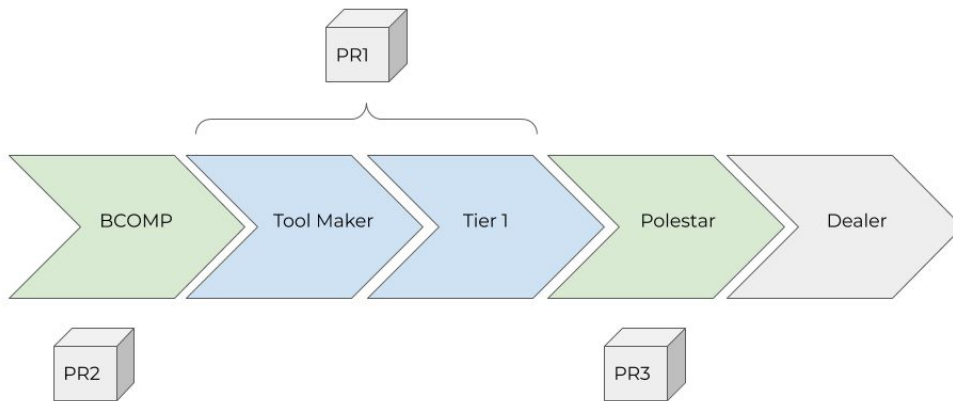 PR1
BCOMP
Tool Maker
Tier 1
Polestar
Dealer
PR2
PR3